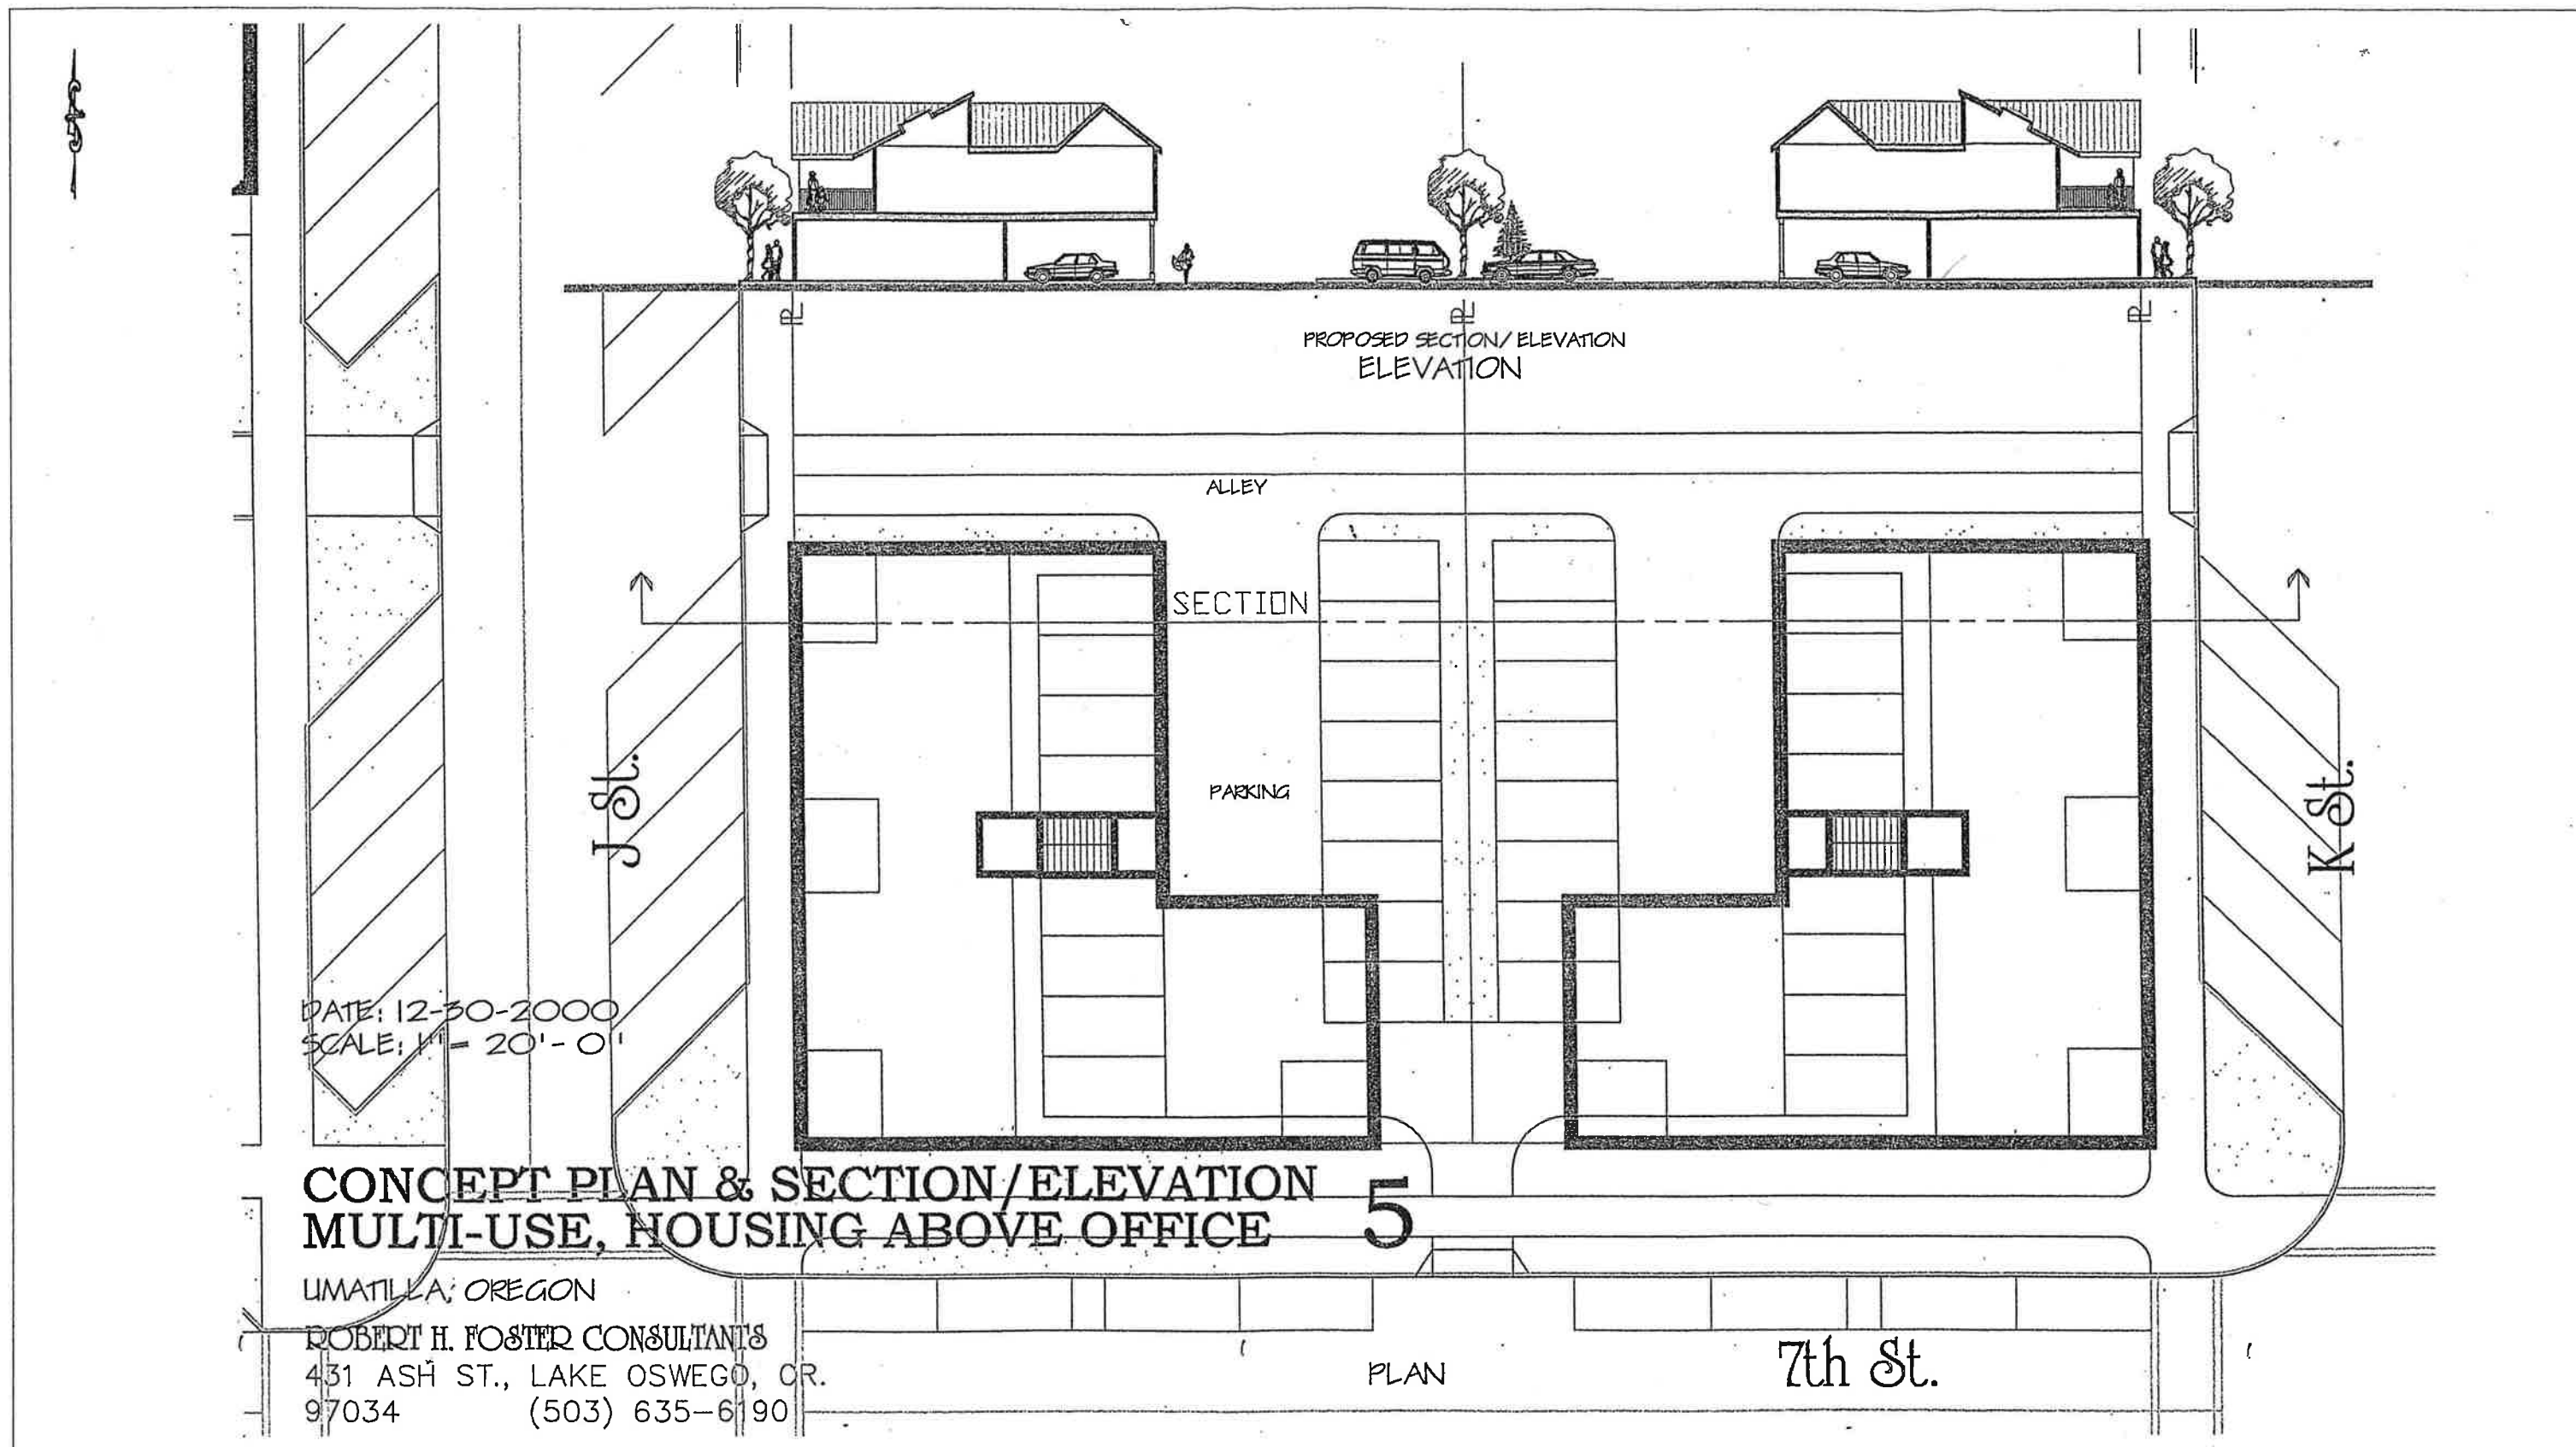 PROPOSED SECTION/ELEVATION
ELEVATION
ALLEY
SECTION
PARKING
J St.
K St.
DATE: 12-30-2000
SCALE: 1" = 20'-0"
CONCEPT PLAN & SECTION/ELEVATION
MULTI-USE, HOUSING ABOVE OFFICE
5
UMATILLA, OREGON
ROBERT H. FOSTER CONSULTANTS
431 ASH ST., LAKE OSWEGO, OR.
97034 (503) 635-6190
PLAN
7th St.